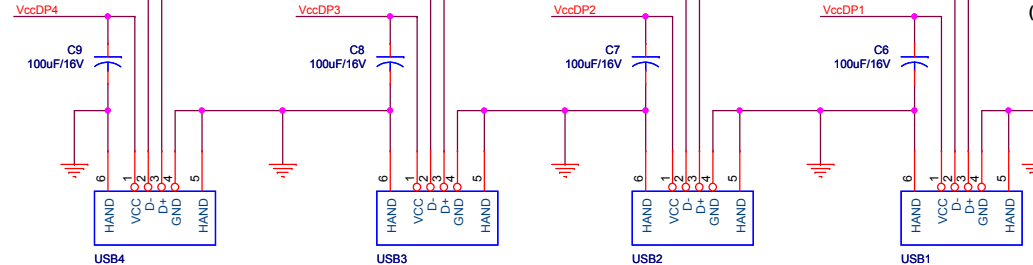 VccDP4 VccDP3 VccDP2 VccDP1
C9 C8 C7 C6
100uF/16V 100uF/16V 100uF/16V 100uF/16V
6 1 2 3 4 5 6 1 2 3 4 5 6 1 2 3 4 5 6 1 2 3 4 5
HAND VCC D- D+ GND HAND HAND VCC D- D+ GND HAND HAND VCC D- D+ GND HAND HAND VCC D- D+ GND HAND
USB4 USB3 USB2 USB1